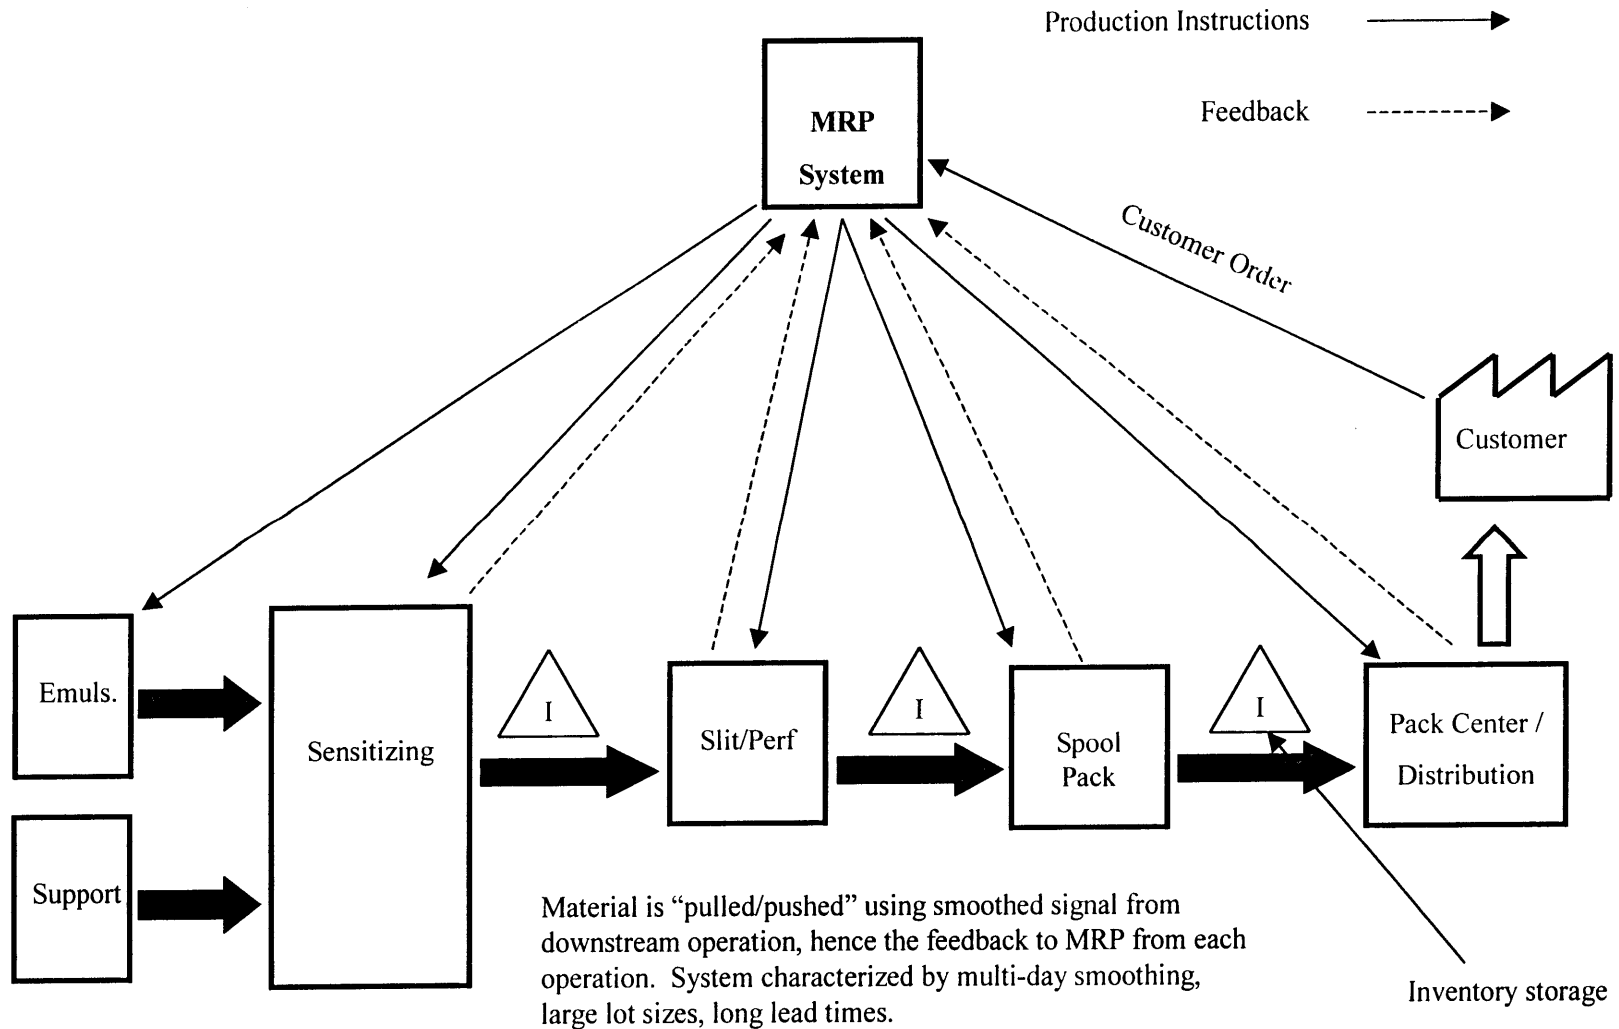 Production Instructions
Feedback
MRP
System
Customer Order
Customer
Emuls.
Support
Sensitizing
I
Slit/Perf
I
Spool
Pack
I
Pack Center /
Distribution
Material is “pulled/pushed” using smoothed signal from
downstream operation, hence the feedback to MRP from each
operation.  System characterized by multi-day smoothing,
large lot sizes, long lead times.
Inventory storage